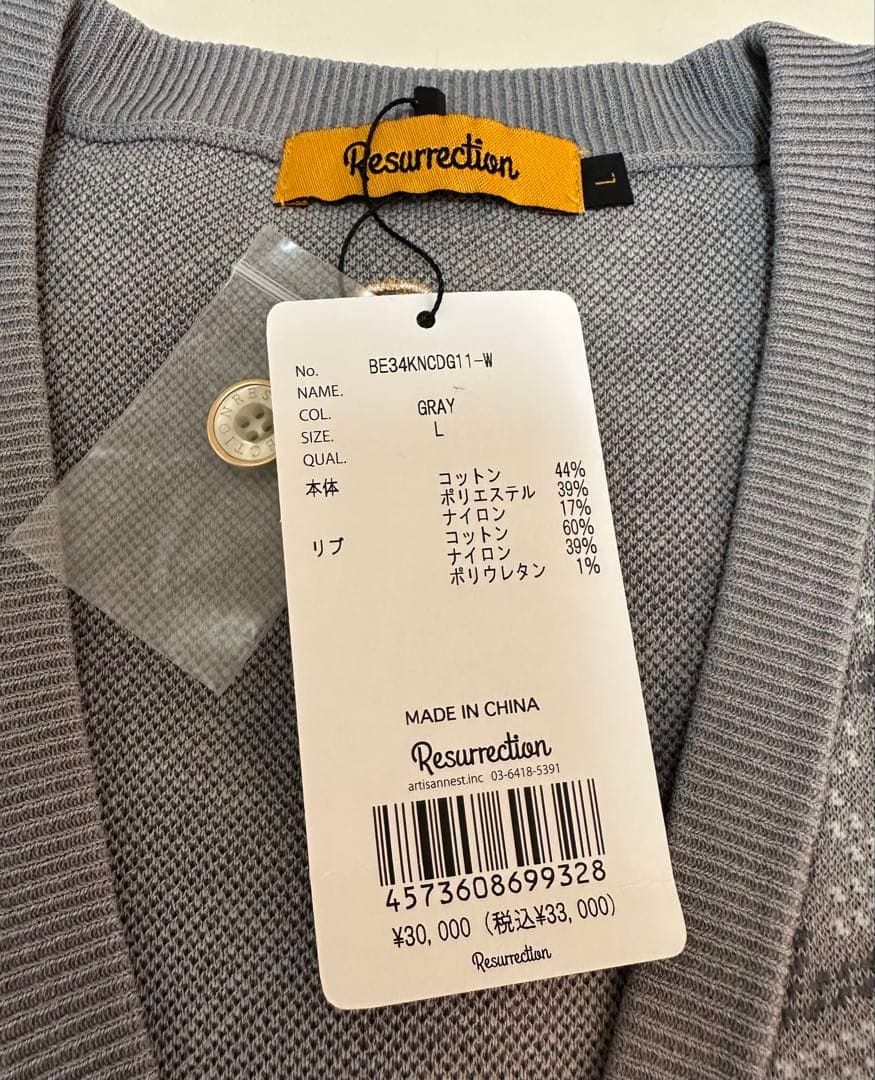 Resurrection
L
RESURRECTION
No. BE34KNCDG11-W
NAME.
COL. GRAY
SIZE. L
QUAL.
本体 コットン 44%
ポリエステル 39%
ナイロン 17%
リブ コットン 60%
ナイロン 39%
ポリウレタン 1%
MADE IN CHINA
Resurrection
artisannest.inc 03-6418-5391
4573608699328
¥30,000 (税込¥33,000)
Resurrection